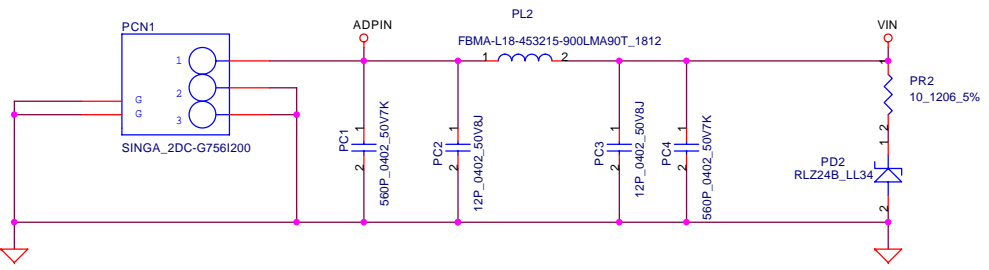 PCN1
ADPIN
PL2
VIN
FBMA-L18-453215-900LMA90T_1812
1
2
3
G
G
SINGA_2DC-G756I200
1
2
PC1
560P_0402_50V7K
1
2
PC2
12P_0402_50V8J
1
2
PC3
12P_0402_50V8J
1
2
PC4
560P_0402_50V7K
1
2
PR2
10_1206_5%
1
2
PD2
RLZ24B_LL34
1
2